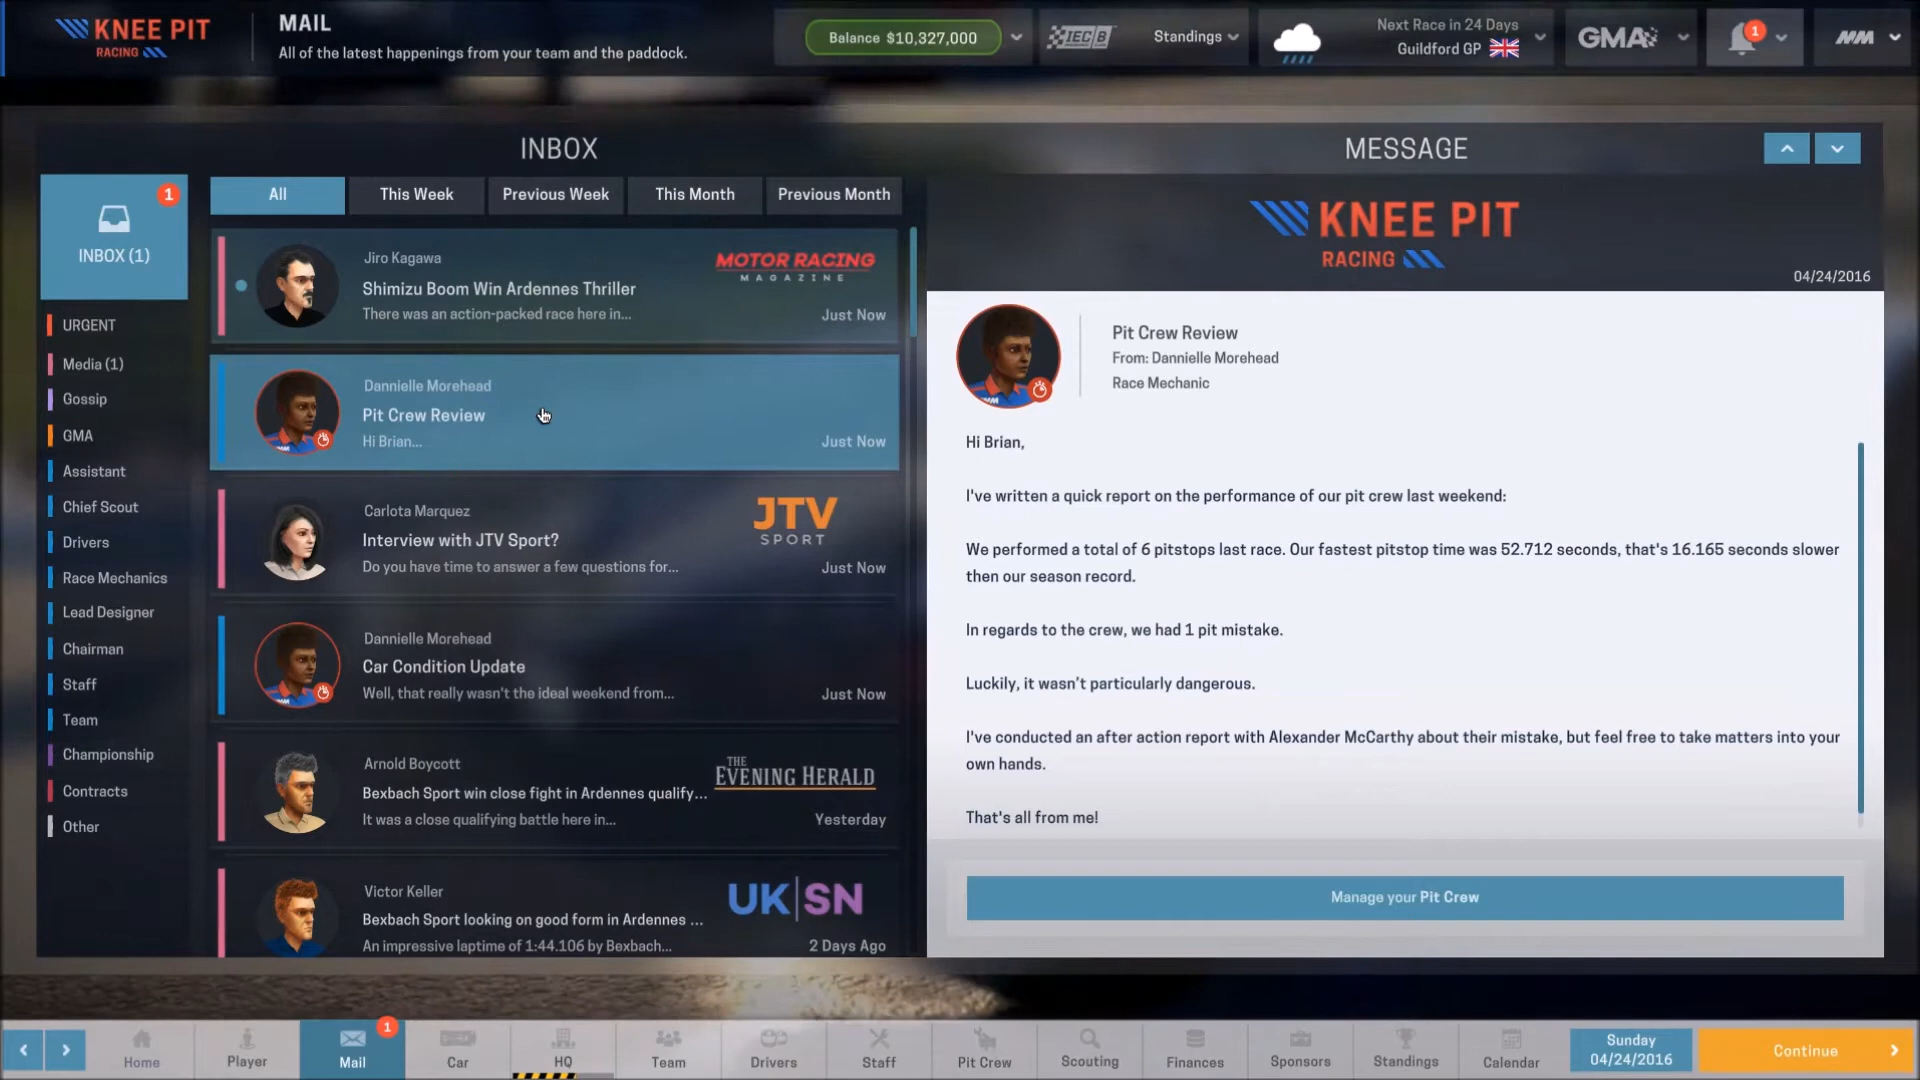 KNEE PIT
RACING
MAIL
All of the latest happenings from your team and the paddock.
Balance $10,327,000
IEC B
Standings
Next Race in 24 Days
Guildford GP
GMA
1
MM
INBOX
MESSAGE
1
INBOX (1)
URGENT
Media (1)
Gossip
GMA
Assistant
Chief Scout
Drivers
Race Mechanics
Lead Designer
Chairman
Staff
Team
Championship
Contracts
Other
All
This Week
Previous Week
This Month
Previous Month
Jiro Kagawa
Shimizu Boom Win Ardennes Thriller
There was an action-packed race here in...
MOTOR RACING
MAGAZINE
Just Now
Dannielle Morehead
Pit Crew Review
Hi Brian...
Just Now
Carlota Marquez
Interview with JTV Sport?
Do you have time to answer a few questions for...
JTV
SPORT
Just Now
Dannielle Morehead
Car Condition Update
Well, that really wasn't the ideal weekend from...
Just Now
Arnold Boycott
Bexbach Sport win close fight in Ardennes qualify...
It was a close qualifying battle here in...
THE
EVENING HERALD
Yesterday
Victor Keller
Bexbach Sport looking on good form in Ardennes ...
An impressive laptime of 1:44.106 by Bexbach...
UK|SN
2 Days Ago
KNEE PIT
RACING
04/24/2016
Pit Crew Review
From: Dannielle Morehead
Race Mechanic
Hi Brian,
I've written a quick report on the performance of our pit crew last weekend:
We performed a total of 6 pitstops last race. Our fastest pitstop time was 52.712 seconds, that's 16.165 seconds slower
then our season record.
In regards to the crew, we had 1 pit mistake.
Luckily, it wasn't particularly dangerous.
I've conducted an after action report with Alexander McCarthy about their mistake, but feel free to take matters into your
own hands.
That's all from me!
Manage your Pit Crew
Home
Player
1
Mail
Car
HQ
Team
Drivers
Staff
Pit Crew
Scouting
Finances
Sponsors
Standings
Calendar
Sunday
04/24/2016
Continue